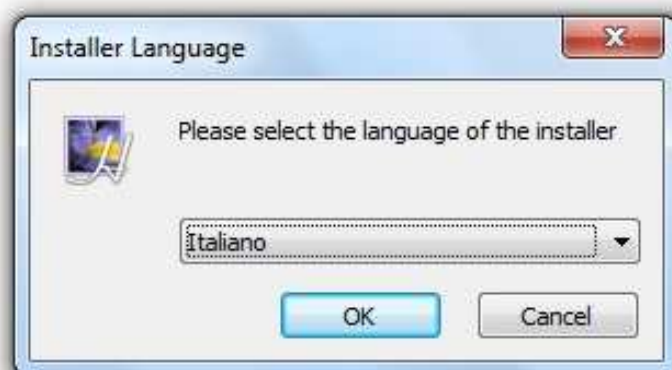 Installer Language
Please select the language of the installer
Italiano
OK
Cancel